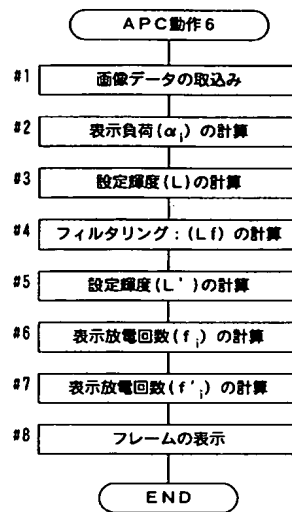 APC動作6
#1 画像データの取込み
#2 表示負荷(αi)の計算
#3 設定輝度(L)の計算
#4 フィルタリング:(Lf)の計算
#5 設定輝度(L')の計算
#6 表示放電回数(fi)の計算
#7 表示放電回数(f'i)の計算
#8 フレームの表示
END